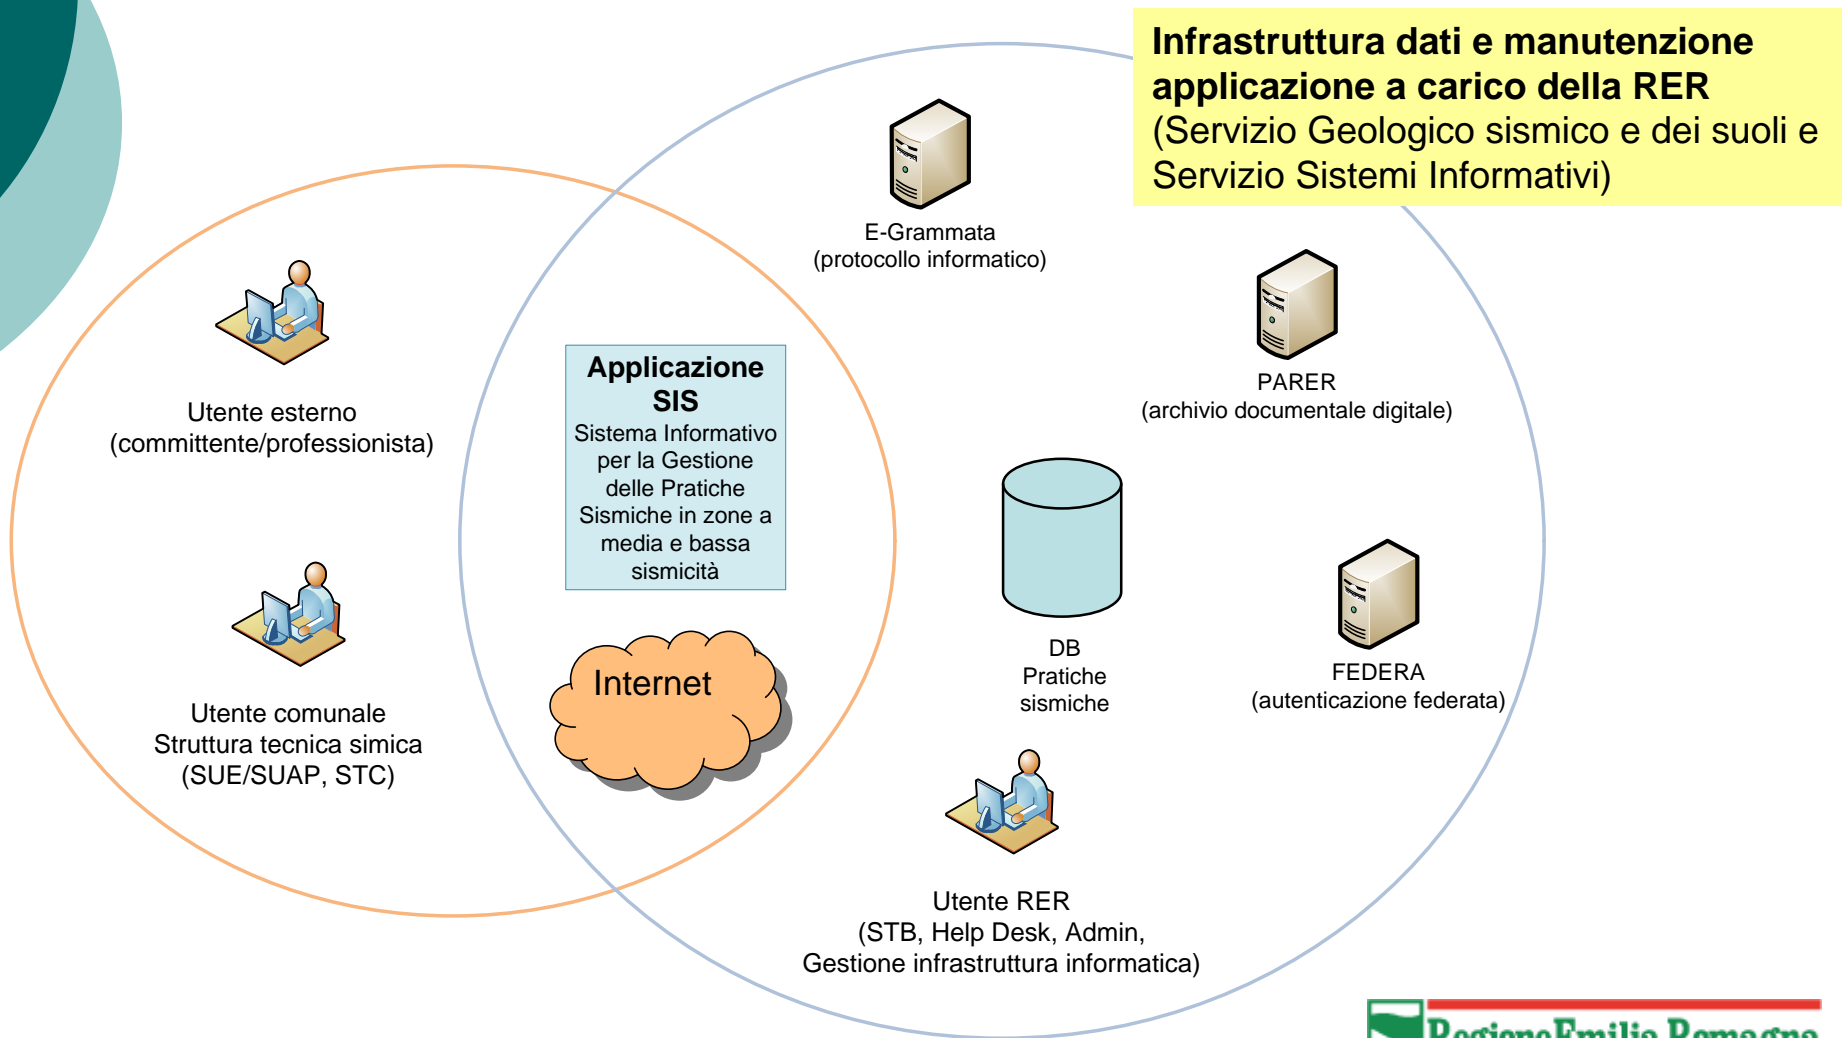 Infrastruttura dati e manutenzione
applicazione a carico della RER
(Servizio Geologico sismico e dei suoli e
Servizio Sistemi Informativi)
E-Grammata
(protocollo informatico)
PARER
(archivio documentale digitale)
Utente esterno
(committente/professionista)
Applicazione
SIS
Sistema Informativo
per la Gestione
delle Pratiche
Sismiche in zone a
media e bassa
sismicità
Internet
DB
Pratiche
sismiche
FEDERA
(autenticazione federata)
Utente comunale
Struttura tecnica simica
(SUE/SUAP, STC)
Utente RER
(STB, Help Desk, Admin,
Gestione infrastruttura informatica)
RegioneEmilia Romagna